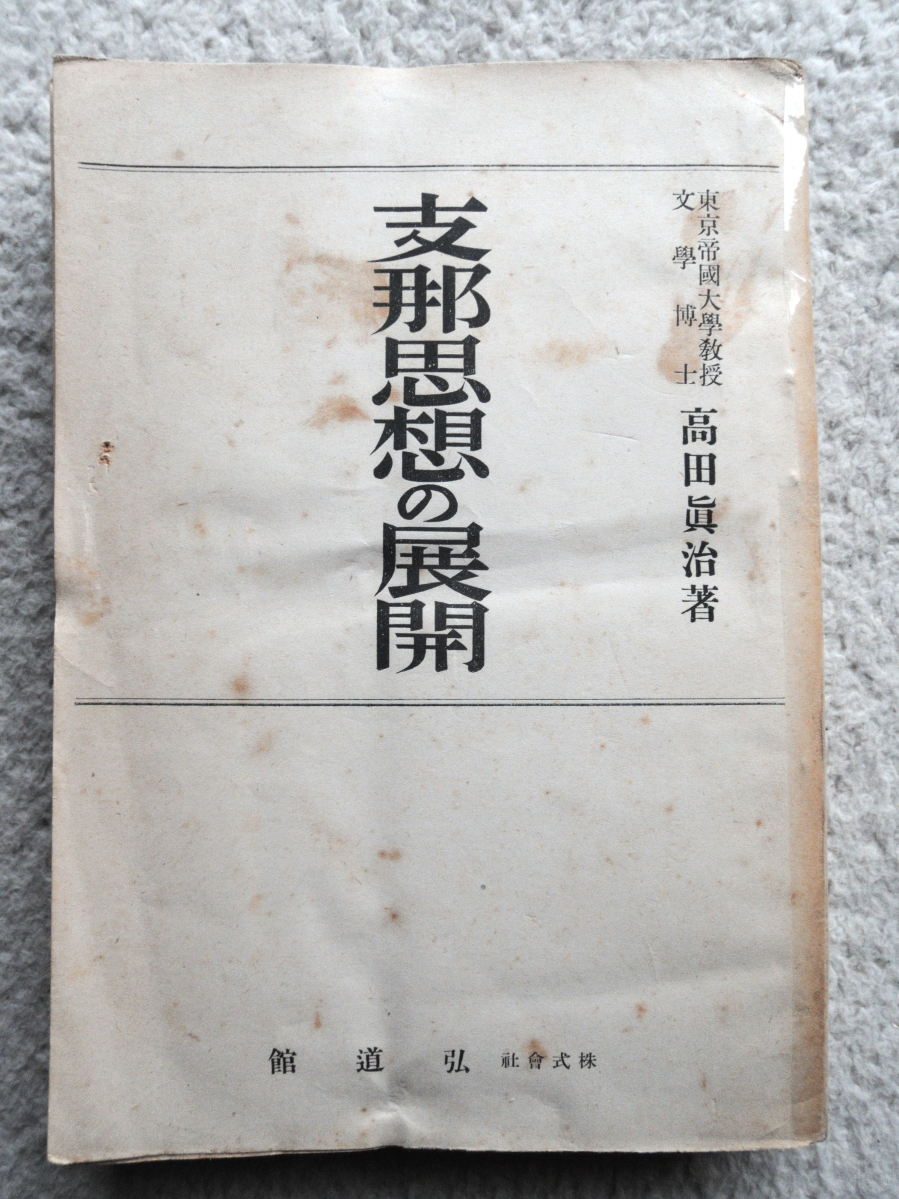 東京帝國大學教授
文學博士
高田眞治著
支那思想の展開
株式會社 弘道館